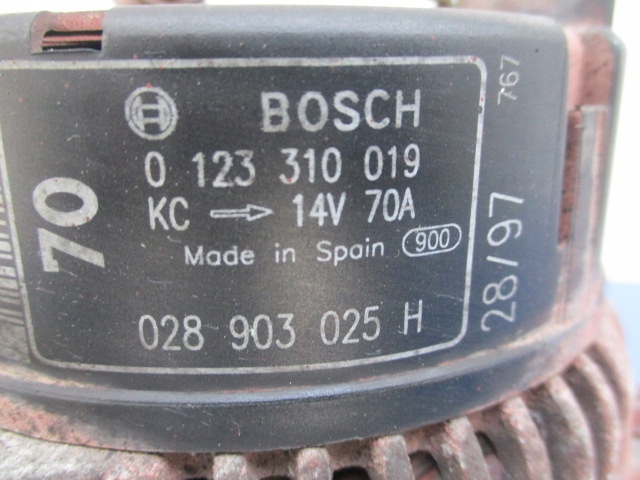 BOSCH
0 123 310 019
KC → 14V 70A
Made in Spain 900
028 903 025 H
70
28/97
767